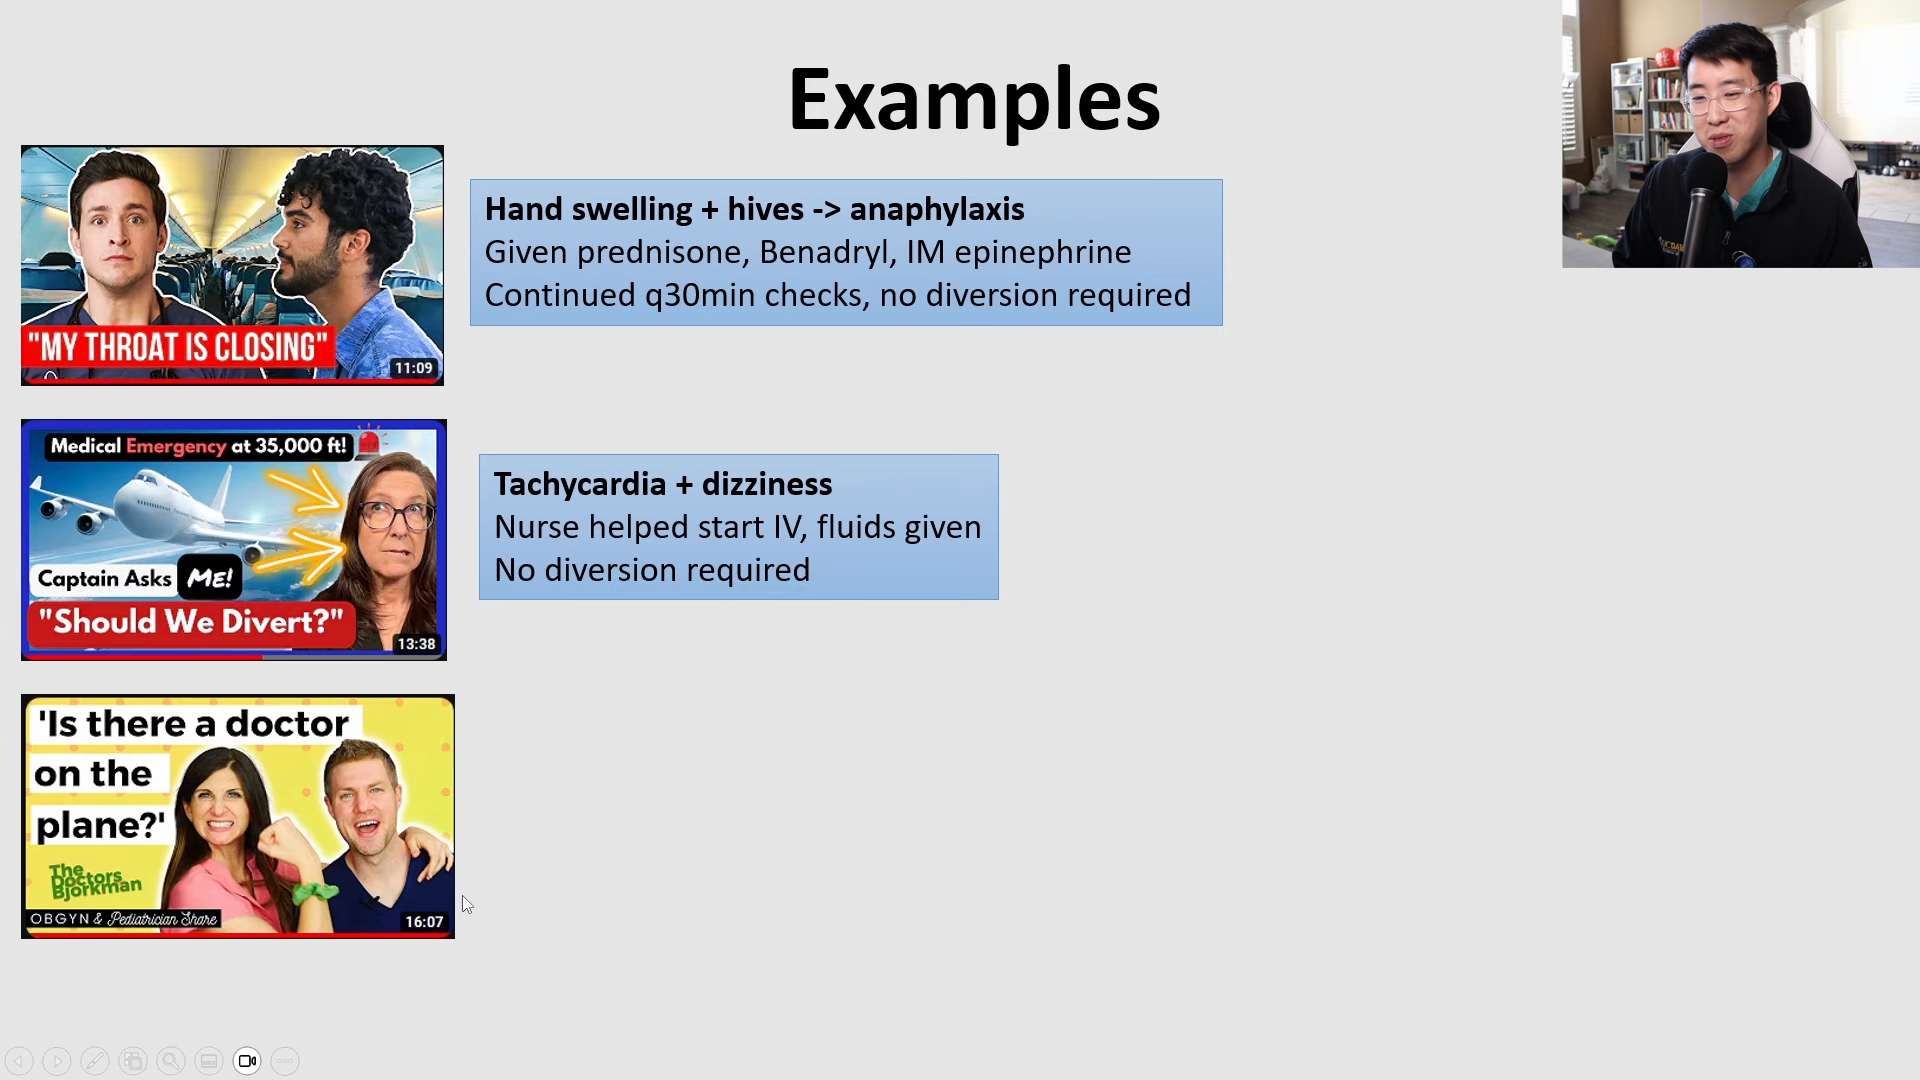 Examples
"MY THROAT IS CLOSING"
11:09
Hand swelling + hives -> anaphylaxis
Given prednisone, Benadryl, IM epinephrine
Continued q30min checks, no diversion required
Medical Emergency at 35,000 ft!
Captain Asks ME!
"Should We Divert?"
13:38
Tachycardia + dizziness
Nurse helped start IV, fluids given
No diversion required
'Is there a doctor
on the
plane?'
The
Doctors
Bjorkman
OBGYN & Pediatrician Share
16:07